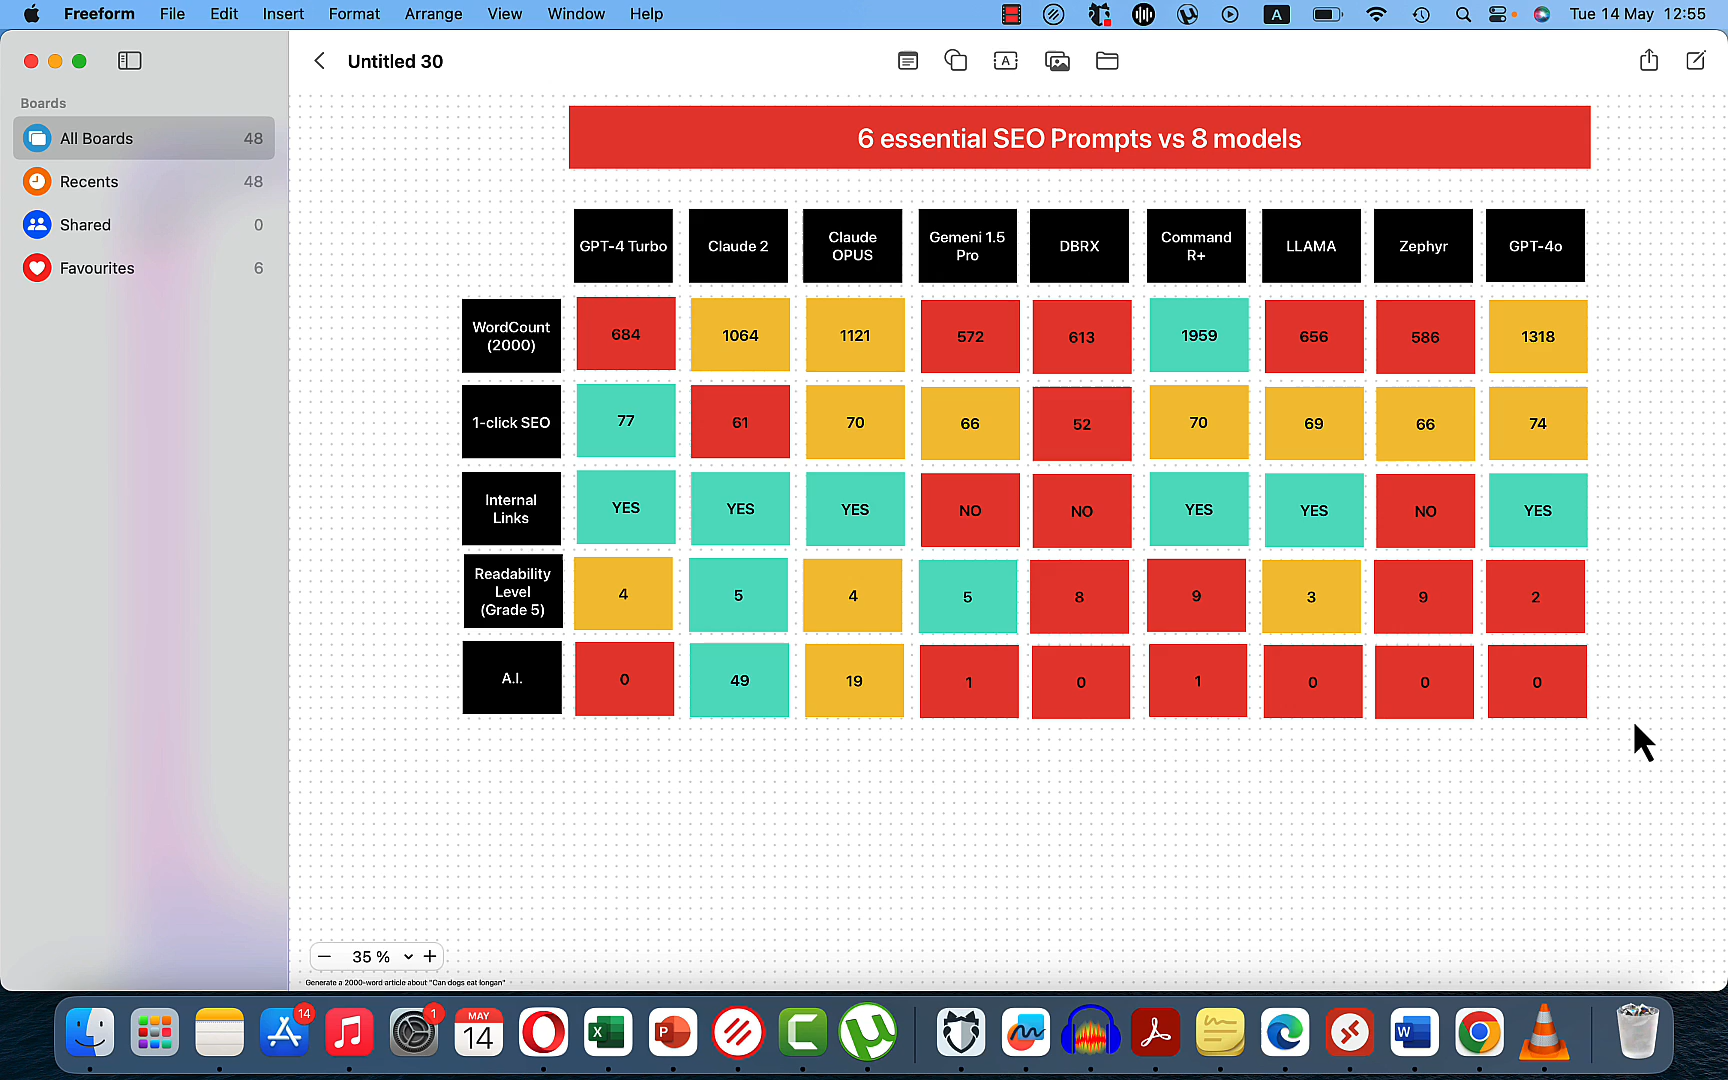 Freeform File Edit Insert Format Arrange View Window Help A Tue 14 May 12:55
Untitled 30
A
Boards
All Boards 48
Recents 48
Shared 0
Favourites 6
6 essential SEO Prompts vs 8 models
GPT-4 Turbo
Claude 2
Claude
OPUS
Gemeni 1.5
Pro
DBRX
Command
R+
LLAMA
Zephyr
GPT-4o
WordCount
(2000)
684 1064 1121 572 613 1959 656 586 1318
1-click SEO 77 61 70 66 52 70 69 66 74
Internal
Links
YES YES YES NO NO YES YES NO YES
Readability
Level
(Grade 5)
4 5 4 5 8 9 3 9 2
A.I. 0 49 19 1 0 1 0 0 0
35 %
Generate a 2000-word article about "Can dogs eat longan"
14
1
MAY
14
X
P
C
W